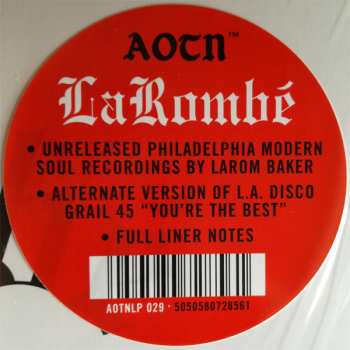 AOTN™
LaRombé
• UNRELEASED PHILADELPHIA MODERN
SOUL RECORDINGS BY LAROM BAKER
• ALTERNATE VERSION OF L.A. DISCO
GRAIL 45 "YOU'RE THE BEST"
• FULL LINER NOTES
AOTNLP 029 5050580728561